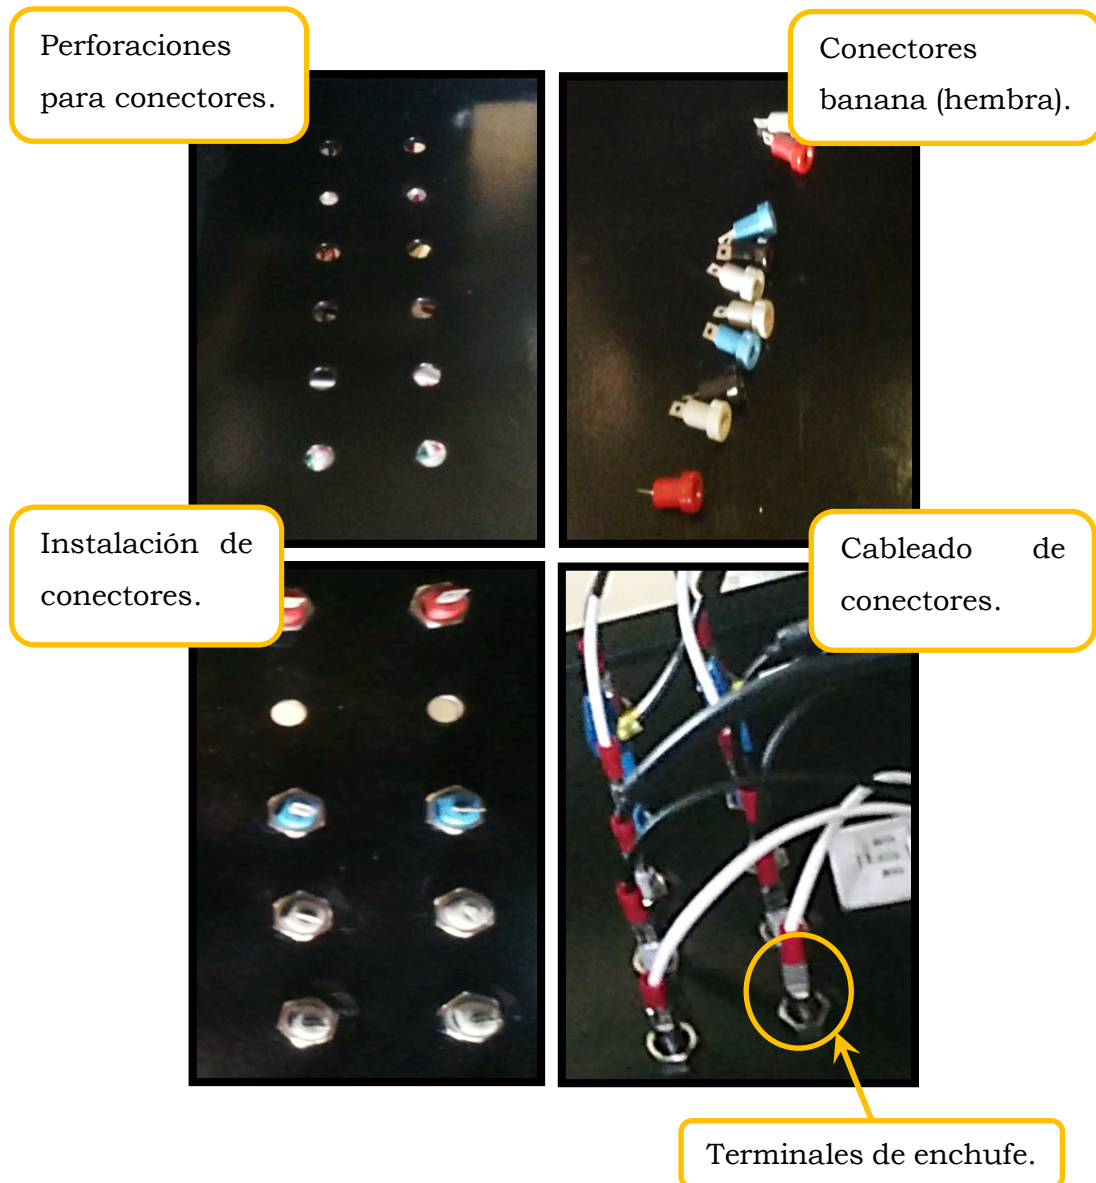 Perforaciones
para conectores.
Conectores
banana (hembra).
Instalación de
conectores.
Cableado de
conectores.
Terminales de enchufe.